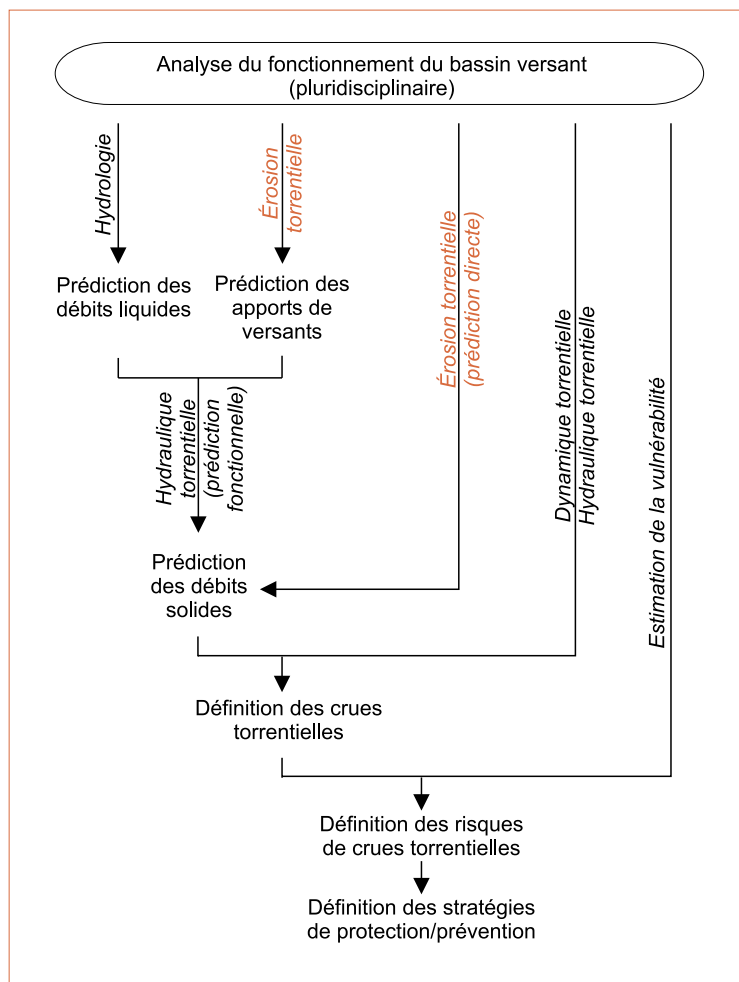 Analyse du fonctionnement du bassin versant
(pluridisciplinaire)
Hydrologie
Érosion
torrentielle
Prédiction des
débits liquides
Prédiction des
apports de
versants
Érosion torrentielle
(prédiction directe)
Dynamique torrentielle
Hydraulique torrentielle
Estimation de la vulnérabilité
Hydraulique
torrentielle
(prédiction
fonctionnelle)
Prédiction
des débits
solides
Définition des crues
torrentielles
Définition des risques
de crues torrentielles
Définition des stratégies
de protection/prévention